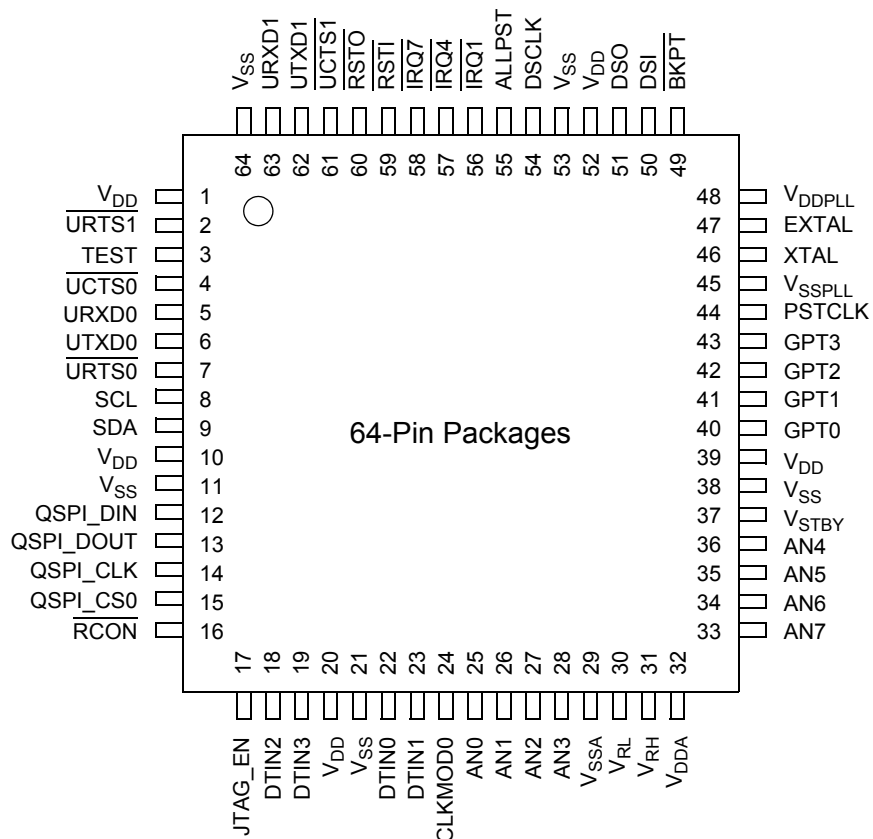 VSS
URXD1
UTXD1
UCTS1
RSTO
RSTI
IRQ7
IRQ4
IRQ1
ALLPST
DSCLK
VSS
VDD
DSO
DSI
BKPT
64
63
62
61
60
59
58
57
56
55
54
53
52
51
50
49
VDD 1
URTS1 2
TEST 3
UCTS0 4
URXD0 5
UTXD0 6
URTS0 7
SCL 8
SDA 9
VDD 10
VSS 11
QSPI_DIN 12
QSPI_DOUT 13
QSPI_CLK 14
QSPI_CS0 15
RCON 16
64-Pin Packages
48 VDDPLL
47 EXTAL
46 XTAL
45 VSSPLL
44 PSTCLK
43 GPT3
42 GPT2
41 GPT1
40 GPT0
39 VDD
38 VSS
37 VSTBY
36 AN4
35 AN5
34 AN6
33 AN7
17
18
19
20
21
22
23
24
25
26
27
28
29
30
31
32
JTAG_EN
DTIN2
DTIN3
VDD
VSS
DTIN0
DTIN1
CLKMOD0
AN0
AN1
AN2
AN3
VSSA
VRL
VRH
VDDA